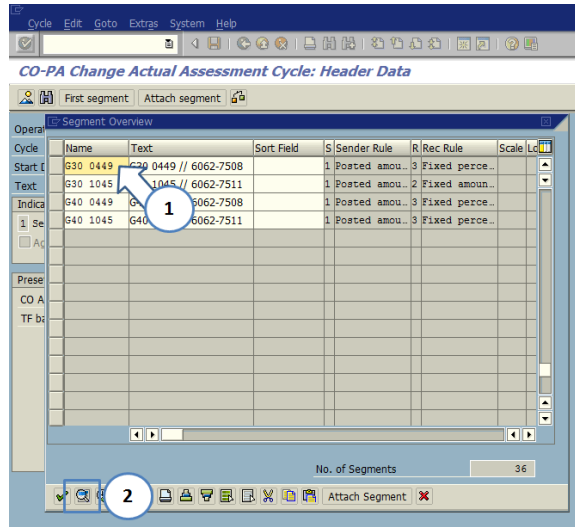 Cycle Edit Goto Extras System Help
CO-PA Change Actual Assessment Cycle: Header Data
First segment Attach segment
Operat
Segment Overview
Cycle
Name Text Sort Field S Sender Rule R Rec Rule Scale Lo
Start D
G30 0449 G30 0449 // 6062-7508 1 Posted amou.. 3 Fixed perce..
Text
G30 1045 1045 // 6062-7511 1 Posted amou.. 2 Fixed amoun..
Indica
G40 0449 G4 6062-7508 1 Posted amou.. 3 Fixed perce..
1 Se
G40 1045 G40 6062-7511 1 Posted amou.. 3 Fixed perce..
1
Ag
Prese
CO A
TF ba
No. of Segments 36
2
Attach Segment